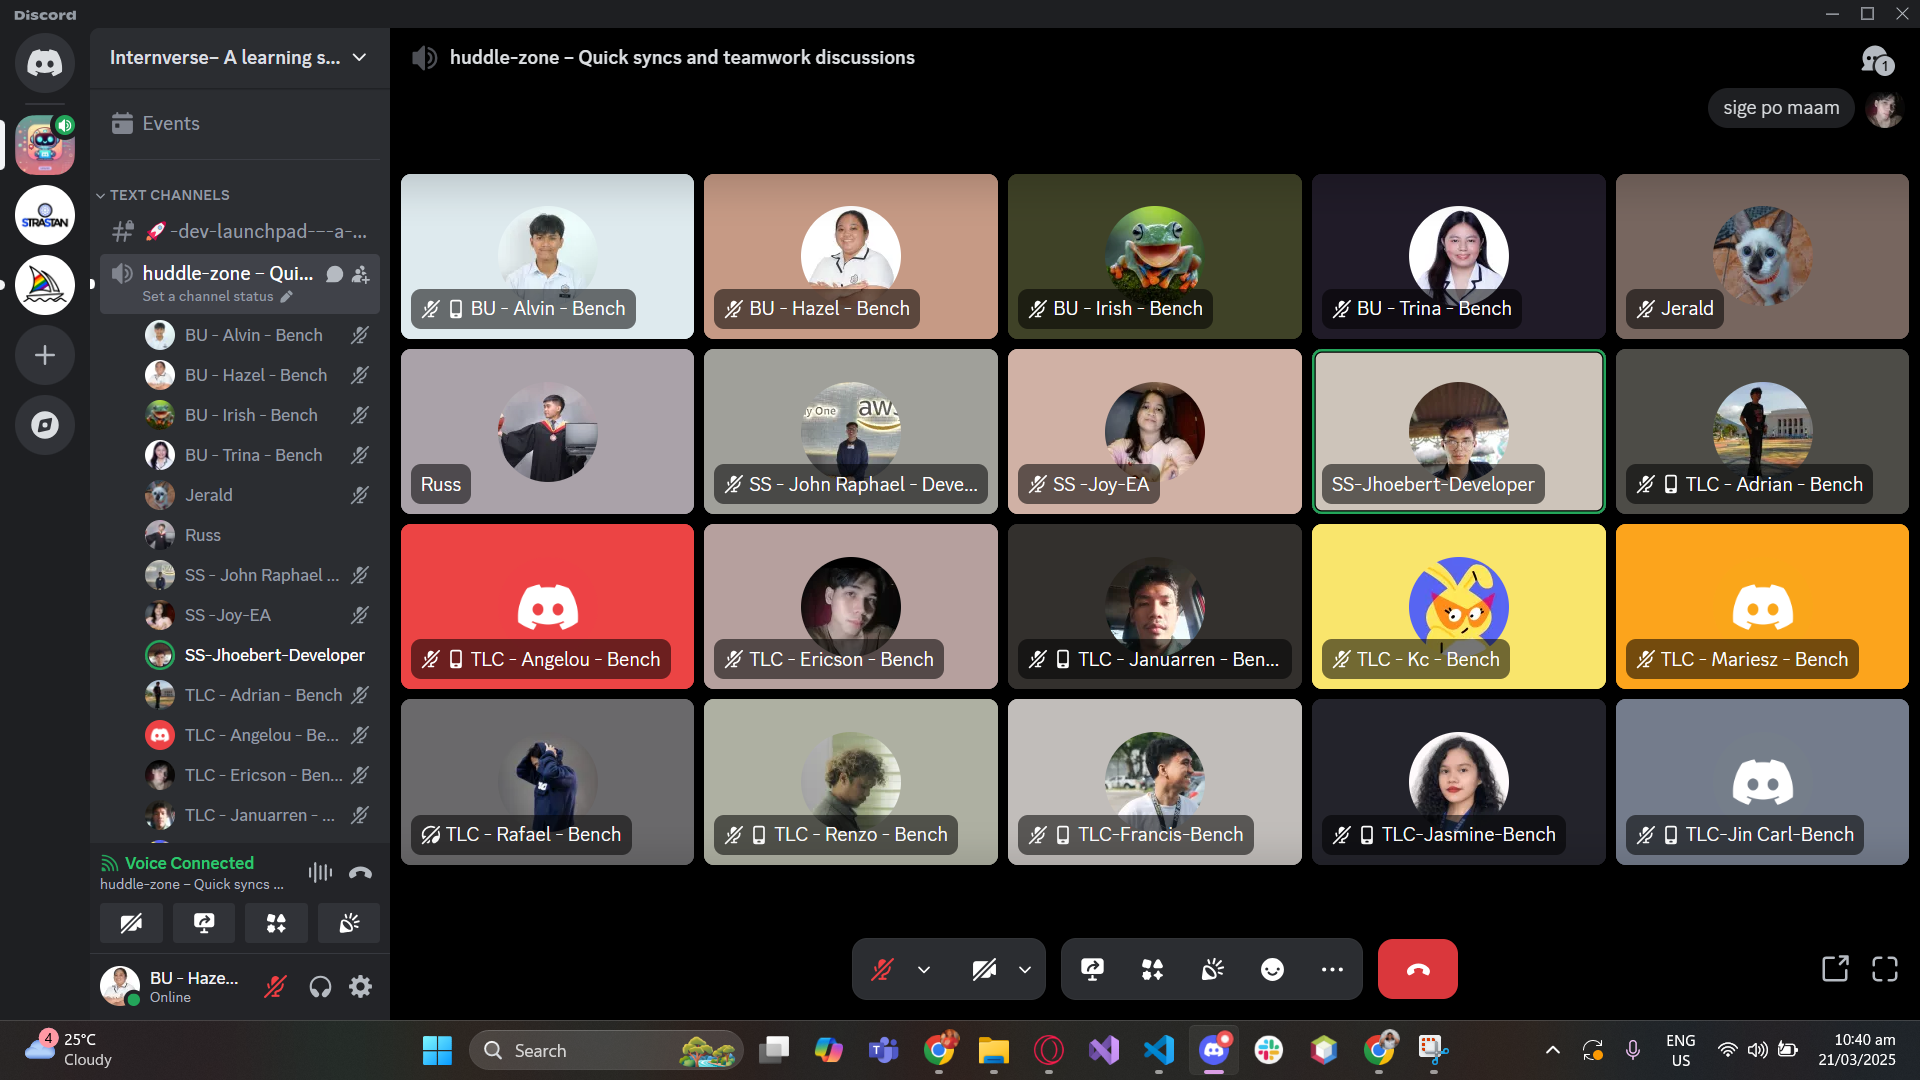 Discord
Internverse– A learning s...
huddle-zone – Quick syncs and teamwork discussions
1
sige po maam
Events
TEXT CHANNELS
🚀-dev-launchpad---a-...
huddle-zone – Qui...
Set a channel status
BU - Alvin - Bench
BU - Hazel - Bench
BU - Irish - Bench
BU - Trina - Bench
Jerald
Russ
SS - John Raphael ...
SS -Joy-EA
SS-Jhoebert-Developer
TLC - Adrian - Bench
TLC - Angelou - Be...
TLC - Ericson - Ben...
TLC - Januarren - ...
STRASTAN
BU - Alvin - Bench
BU - Hazel - Bench
BU - Irish - Bench
BU - Trina - Bench
Jerald
Russ
y One
aws
SS - John Raphael - Deve...
SS -Joy-EA
SS-Jhoebert-Developer
TLC - Adrian - Bench
TLC - Angelou - Bench
TLC - Ericson - Bench
TLC - Januarren - Ben...
TLC - Kc - Bench
TLC - Mariesz - Bench
TLC - Rafael - Bench
TLC - Renzo - Bench
TLC-Francis-Bench
TLC-Jasmine-Bench
TLC-Jin Carl-Bench
Voice Connected
huddle-zone – Quick syncs ...
BU - Haze...
Online
4
25°C
Cloudy
Search
ENG
US
10:40 am
21/03/2025